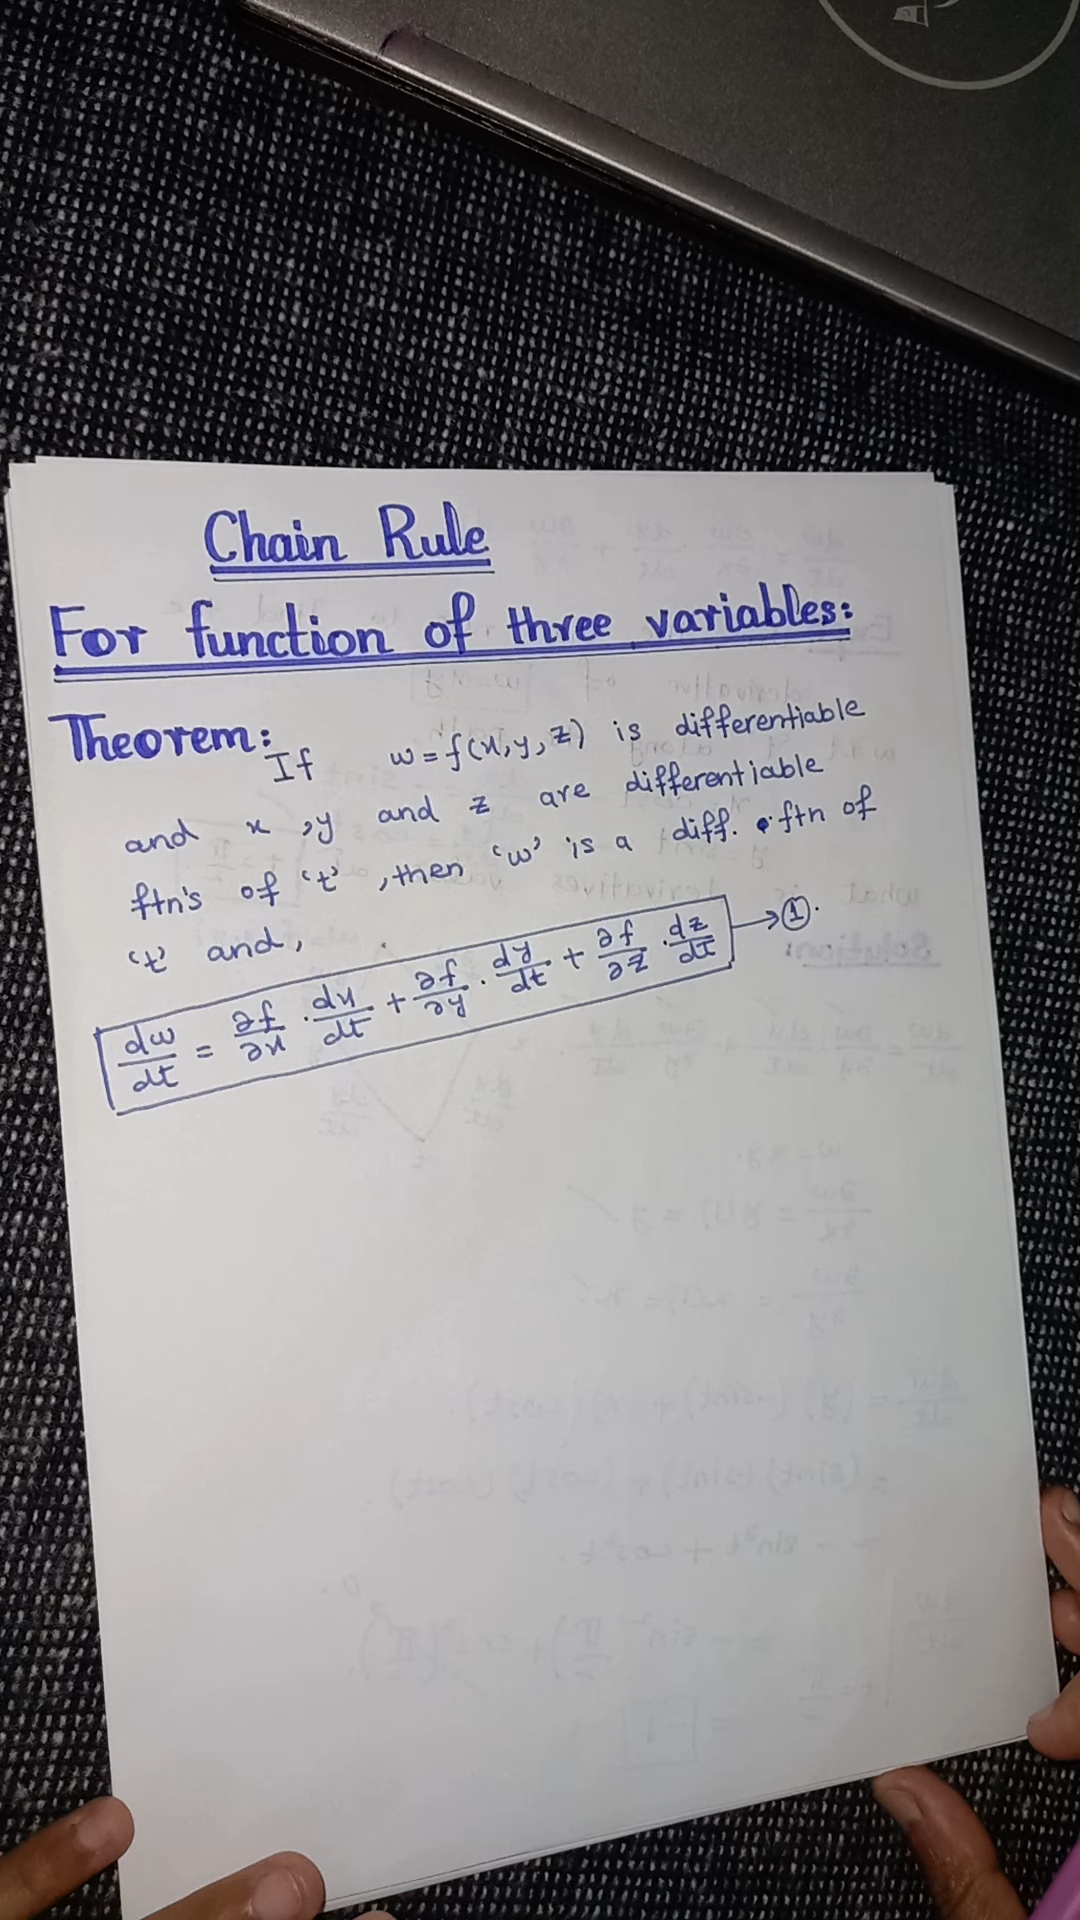 Chain Rule
For function of three variables:
Theorem:
If w=f(x,y,z) is differentiable
and x,y and z are differentiable
ftn's of ‘t’, then ‘w’ is a diff. ftn of
‘t’ and,
dw/dt = ∂f/∂x · dx/dt + ∂f/∂y · dy/dt + ∂f/∂z · dz/dt → ①.